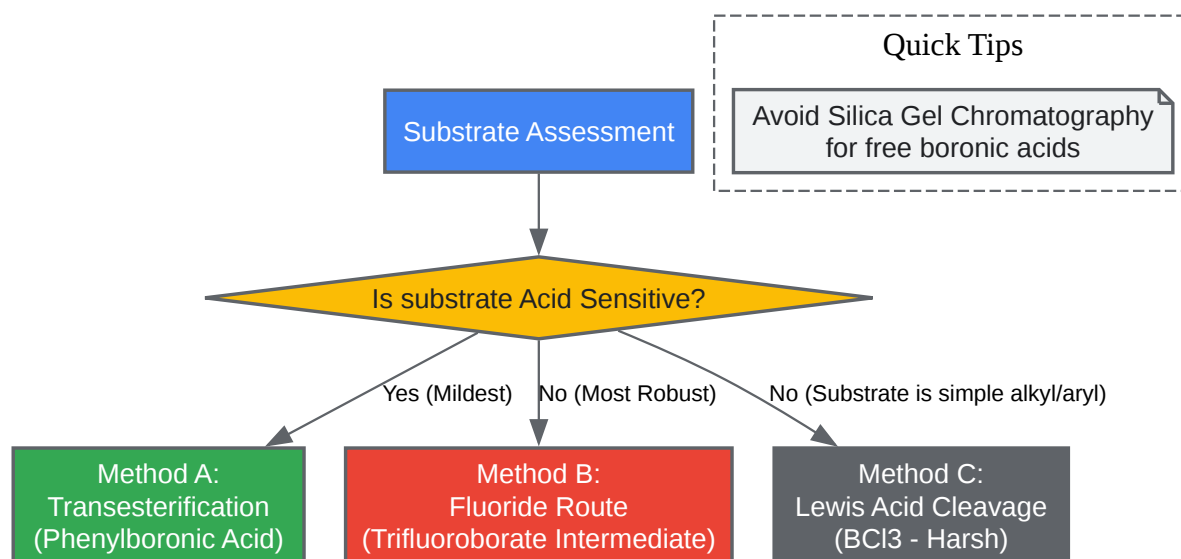 Quick Tips
Substrate Assessment
Avoid Silica Gel Chromatography
for free boronic acids
Is substrate Acid Sensitive?
Yes (Mildest)
No (Most Robust)
No (Substrate is simple alkyl/aryl)
Method A:
Transesterification
(Phenylboronic Acid)
Method B:
Fluoride Route
(Trifluoroborate Intermediate)
Method C:
Lewis Acid Cleavage
(BCl3 - Harsh)